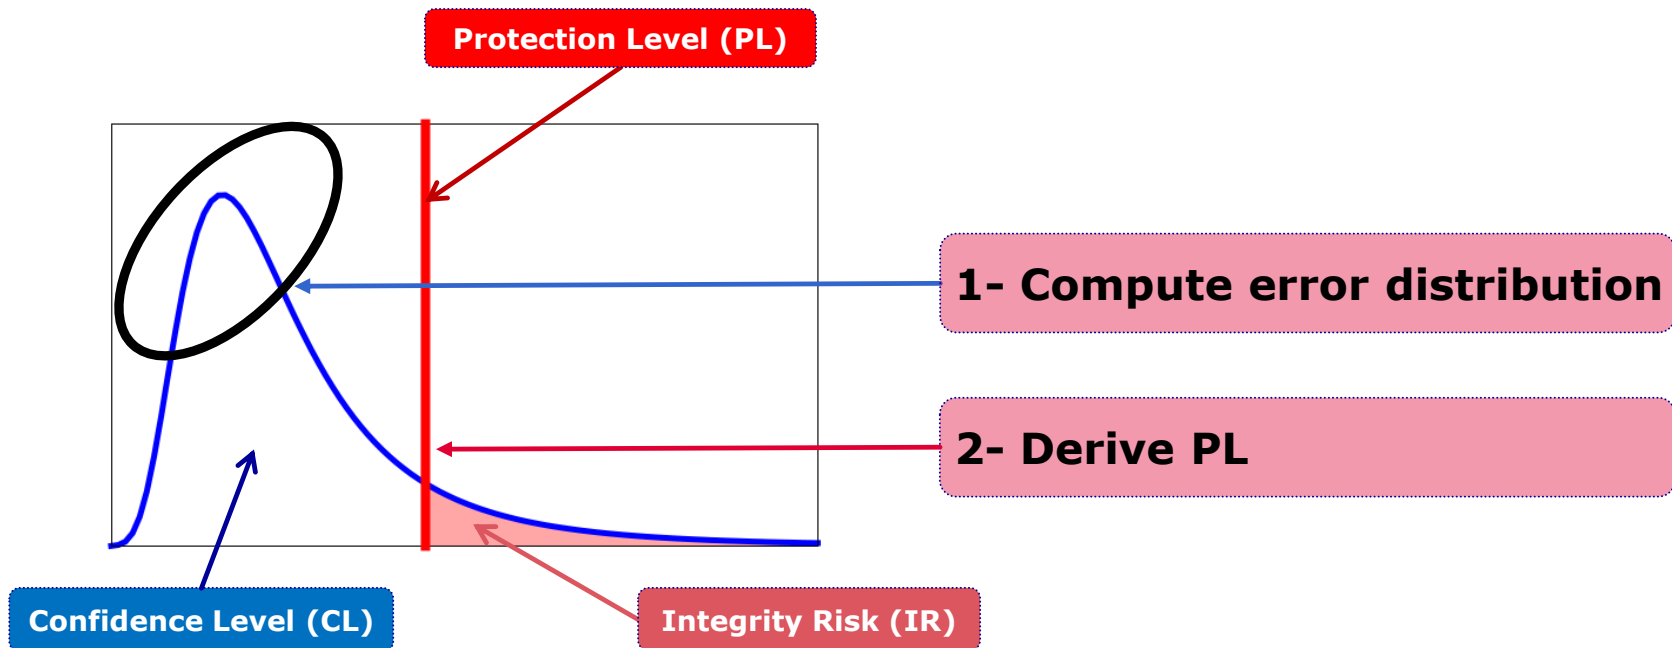 Protection Level (PL)
1- Compute error distribution
2- Derive PL
Confidence Level (CL)
Integrity Risk (IR)